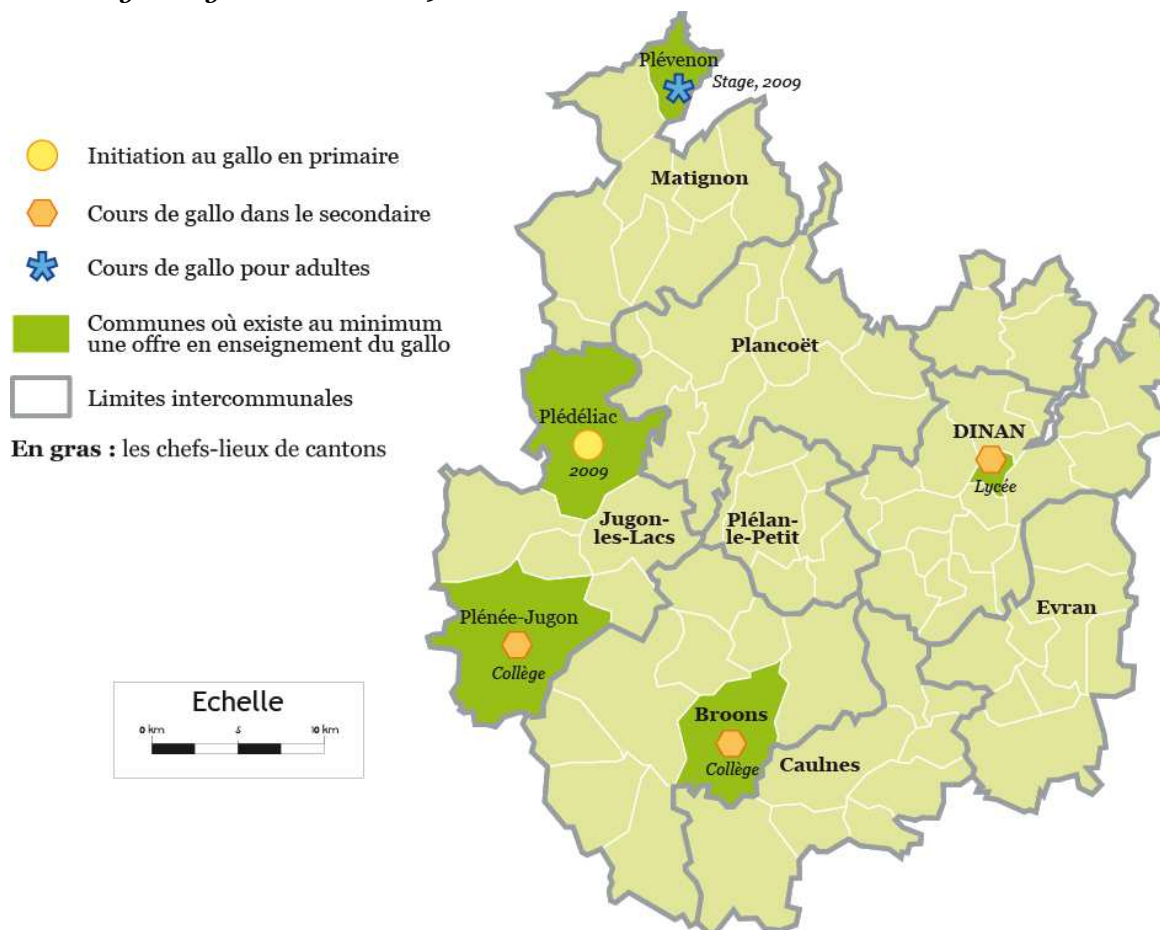 Plévenon
Stage, 2009
Initiation au gallo en primaire
Cours de gallo dans le secondaire
Cours de gallo pour adultes
Communes où existe au minimum
une offre en enseignement du gallo
Limites intercommunales
En gras : les chefs-lieux de cantons
Matignon
Plancoët
Plédéliac
2009
DINAN
Lycée
Jugon-
les-Lacs
Plélan-
le-Petit
Evran
Plénée-Jugon
Collège
Broons
Collège
Caulnes
Echelle
0 km 5 10 km